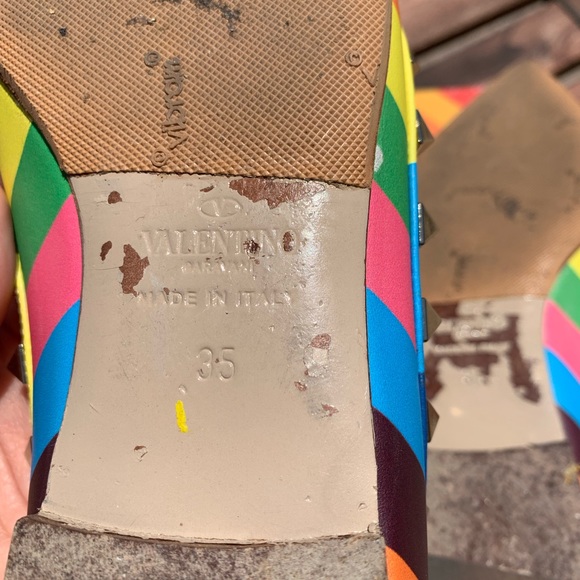 vibram
V
VALENTINO
GARAVANI
MADE IN ITALY
35